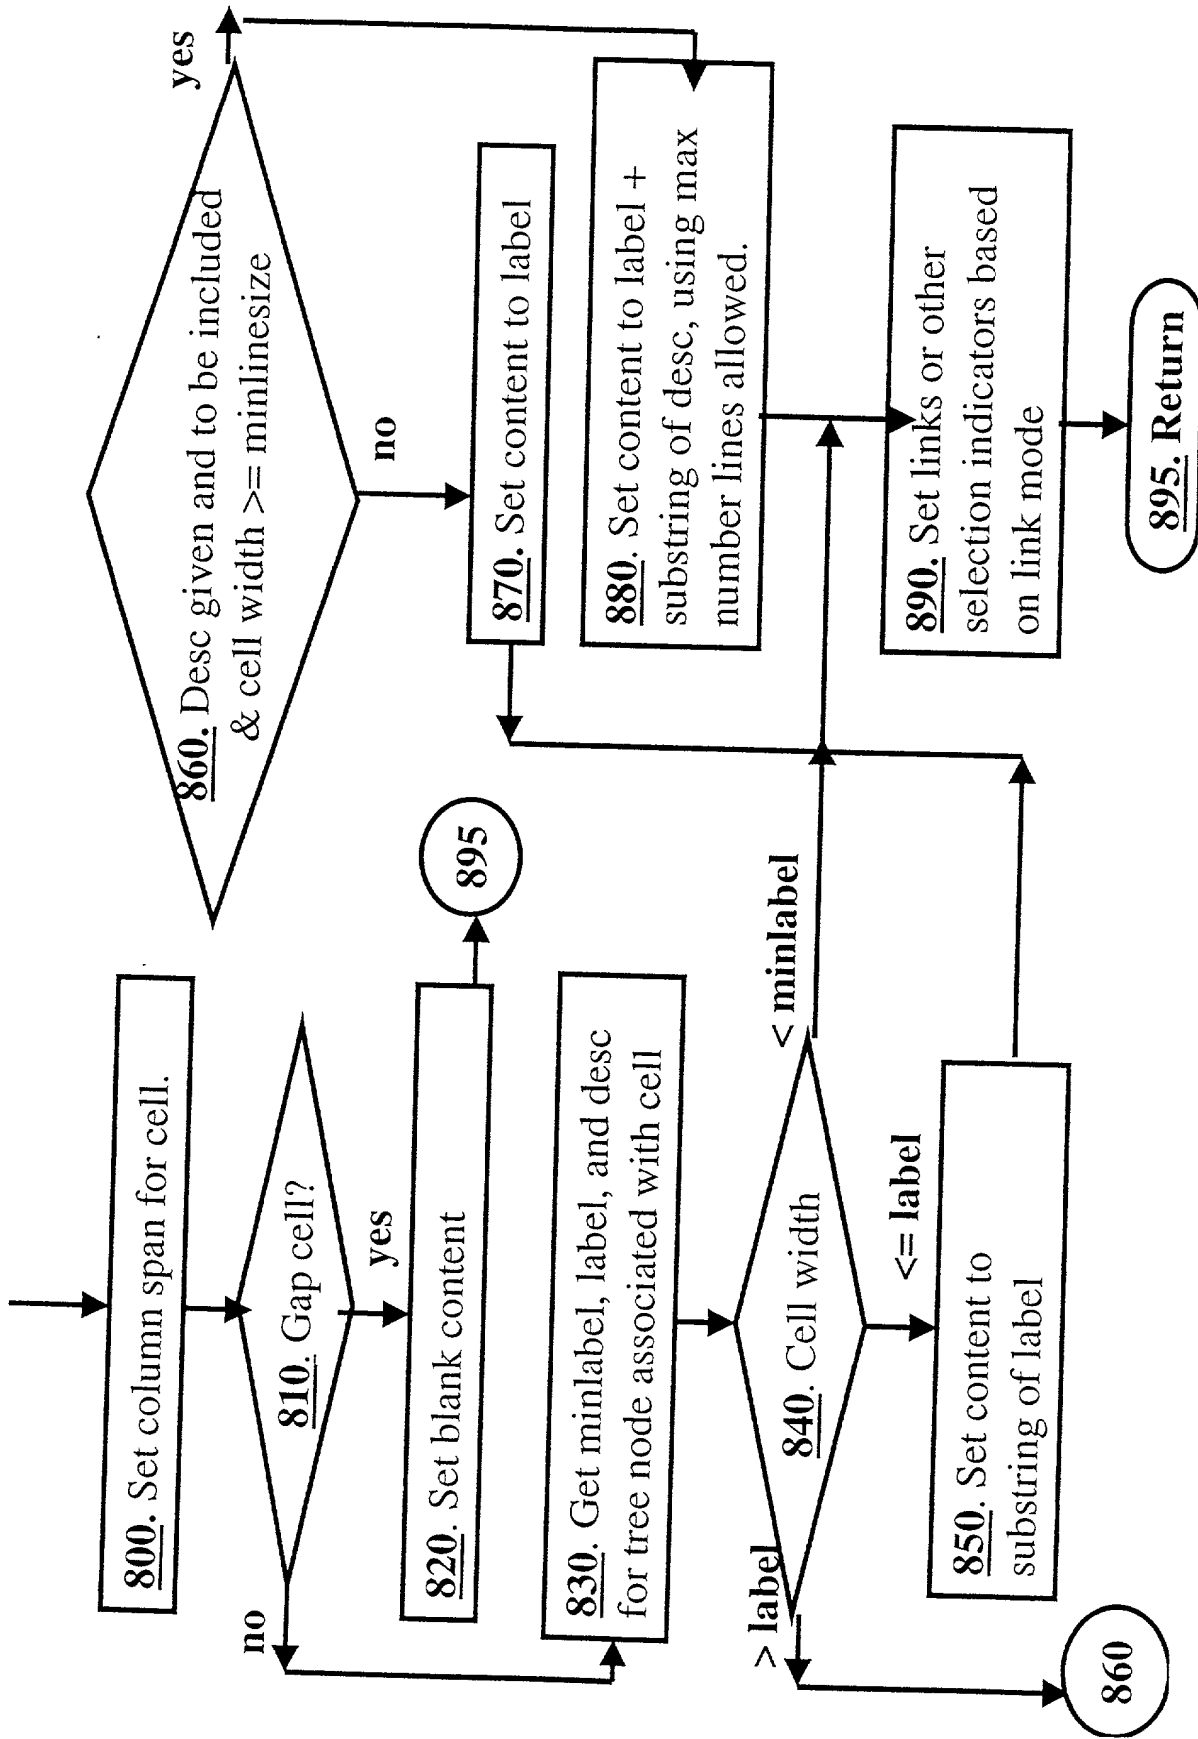 800. Set column span for cell.
810. Gap cell?
no
yes
820. Set blank content
895
830. Get minlabel, label, and desc
for tree node associated with cell
840. Cell width
> label
<= label
< minlabel
850. Set content to
substring of label
860
860. Desc given and to be included
& cell width >= minlinesize
yes
no
870. Set content to label
880. Set content to label +
substring of desc, using max
number lines allowed.
890. Set links or other
selection indicators based
on link mode
895. Return